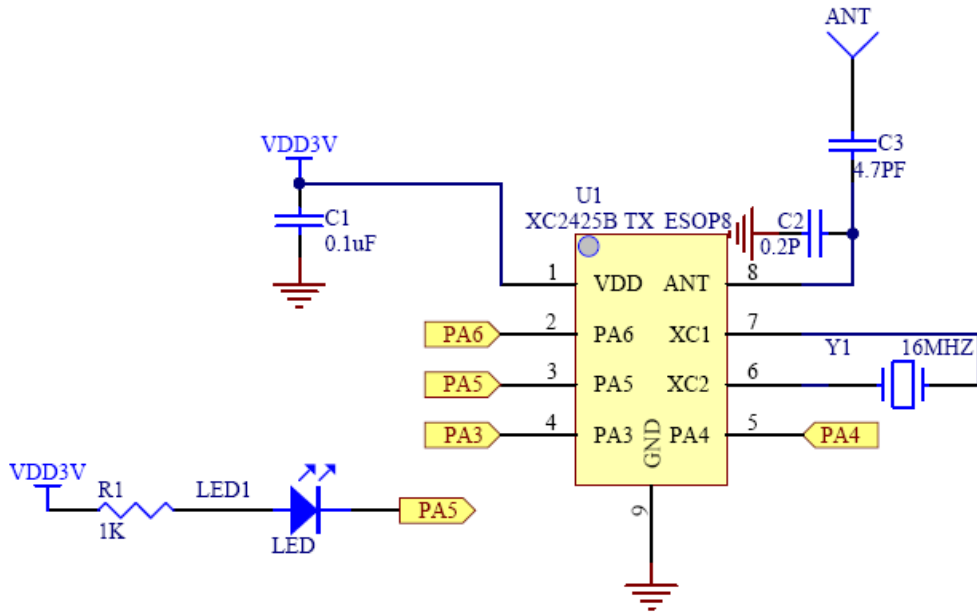 ANT
C3
4.7PF
VDD3V
C1
0.1uF
U1
XC2425B TX ESOP8
C2
0.2P
1 VDD ANT 8
PA6 2 PA6 XC1 7
Y1 16MHZ
PA5 3 PA5 XC2 6
PA3 4 PA3 GND PA4 5 PA4
9
VDD3V
R1
1K
LED1
LED
PA5